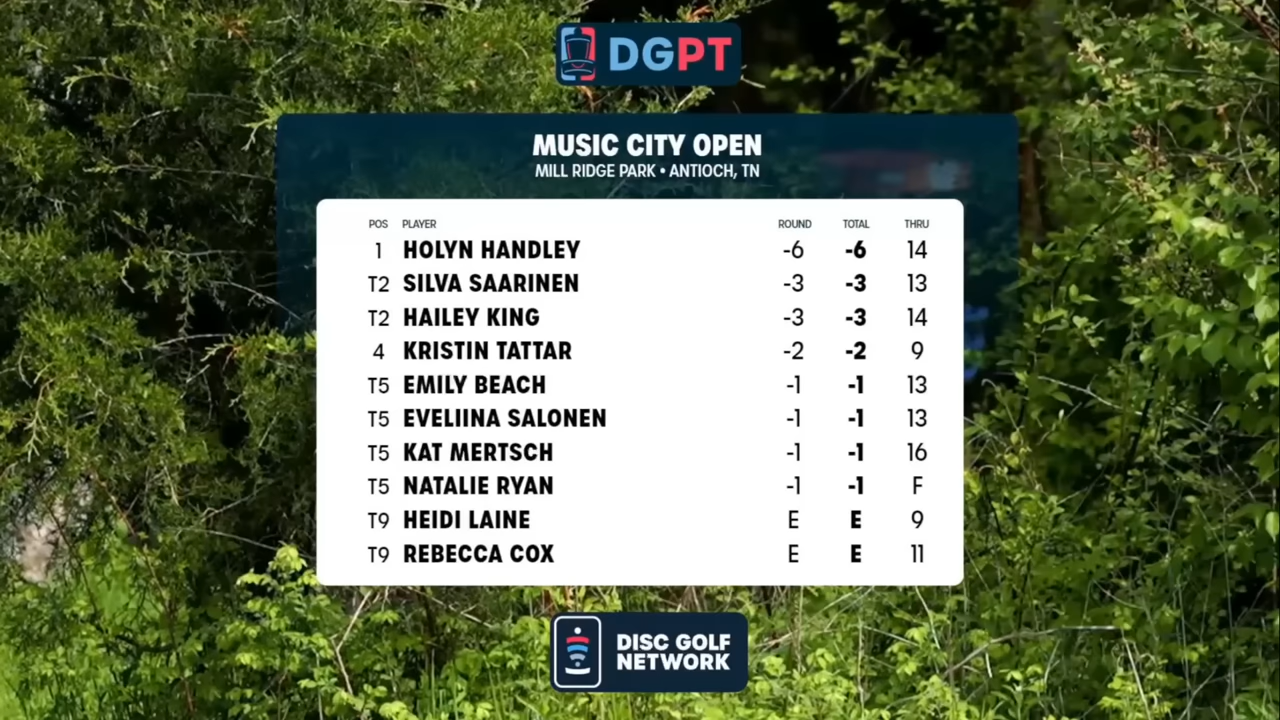 DGPT
MUSIC CITY OPEN
MILL RIDGE PARK • ANTIOCH, TN
POS PLAYER ROUND TOTAL THRU
1 HOLYN HANDLEY -6 -6 14
T2 SILVA SAARINEN -3 -3 13
T2 HAILEY KING -3 -3 14
4 KRISTIN TATTAR -2 -2 9
T5 EMILY BEACH -1 -1 13
T5 EVELIINA SALONEN -1 -1 13
T5 KAT MERTSCH -1 -1 16
T5 NATALIE RYAN -1 -1 F
T9 HEIDI LAINE E E 9
T9 REBECCA COX E E 11
DISC GOLF
NETWORK